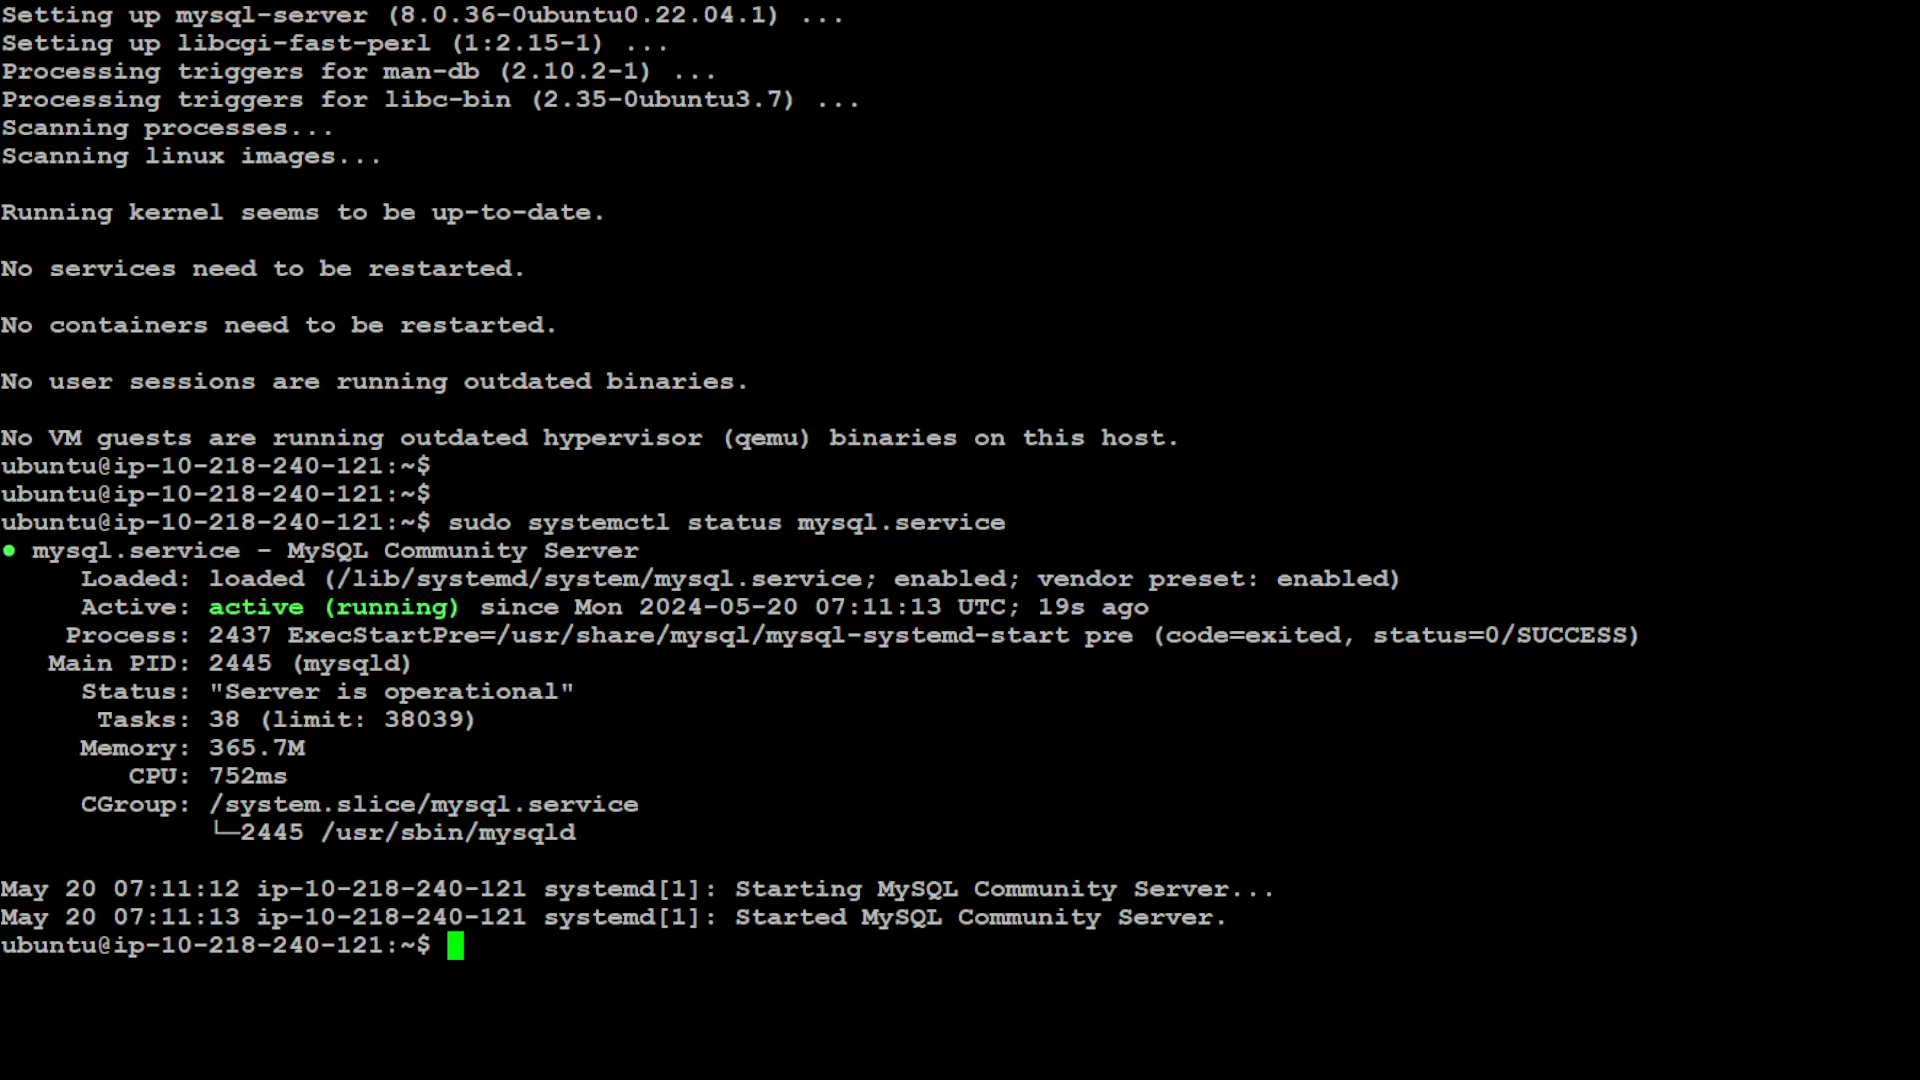 Setting up mysql-server (8.0.36-0ubuntu0.22.04.1) ...
Setting up libcgi-fast-perl (1:2.15-1) ...
Processing triggers for man-db (2.10.2-1) ...
Processing triggers for libc-bin (2.35-0ubuntu3.7) ...
Scanning processes...
Scanning linux images...
Running kernel seems to be up-to-date.
No services need to be restarted.
No containers need to be restarted.
No user sessions are running outdated binaries.
No VM guests are running outdated hypervisor (qemu) binaries on this host.
ubuntu@ip-10-218-240-121:~$
ubuntu@ip-10-218-240-121:~$
ubuntu@ip-10-218-240-121:~$ sudo systemctl status mysql.service
● mysql.service - MySQL Community Server
Loaded: loaded (/lib/systemd/system/mysql.service; enabled; vendor preset: enabled)
Active: active (running) since Mon 2024-05-20 07:11:13 UTC; 19s ago
Process: 2437 ExecStartPre=/usr/share/mysql/mysql-systemd-start pre (code=exited, status=0/SUCCESS)
Main PID: 2445 (mysqld)
Status: "Server is operational"
Tasks: 38 (limit: 38039)
Memory: 365.7M
CPU: 752ms
CGroup: /system.slice/mysql.service
└─2445 /usr/sbin/mysqld
May 20 07:11:12 ip-10-218-240-121 systemd[1]: Starting MySQL Community Server...
May 20 07:11:13 ip-10-218-240-121 systemd[1]: Started MySQL Community Server.
ubuntu@ip-10-218-240-121:~$